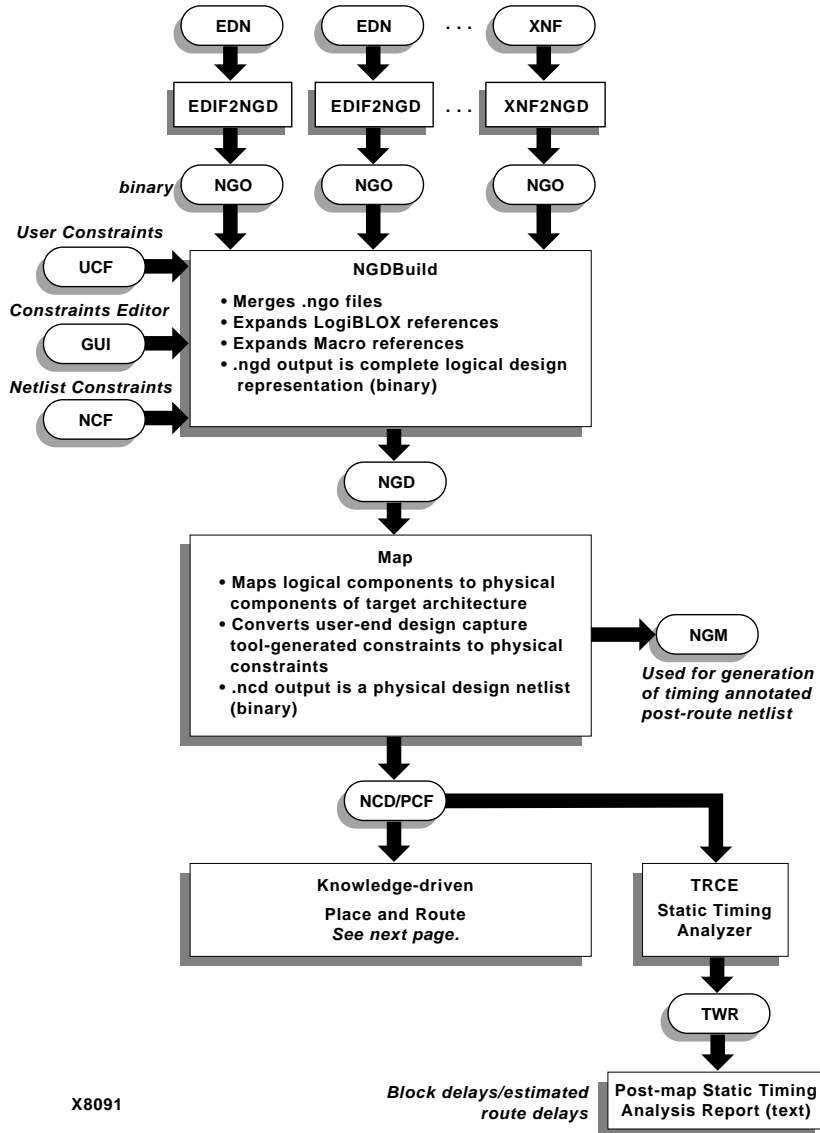 EDN EDN . . . XNF
EDIF2NGD EDIF2NGD . . . XNF2NGD
binary NGO NGO NGO
User Constraints
UCF
Constraints Editor
GUI
Netlist Constraints
NCF
NGDBuild
• Merges .ngo files
• Expands LogiBLOX references
• Expands Macro references
• .ngd output is complete logical design
representation (binary)
NGD
Map
• Maps logical components to physical
components of target architecture
• Converts user-end design capture
tool-generated constraints to physical
constraints
• .ncd output is a physical design netlist
(binary)
NGM
Used for generation
of timing annotated
post-route netlist
NCD/PCF
Knowledge-driven
Place and Route
See next page.
TRCE
Static Timing
Analyzer
TWR
Block delays/estimated
route delays
Post-map Static Timing
Analysis Report (text)
X8091